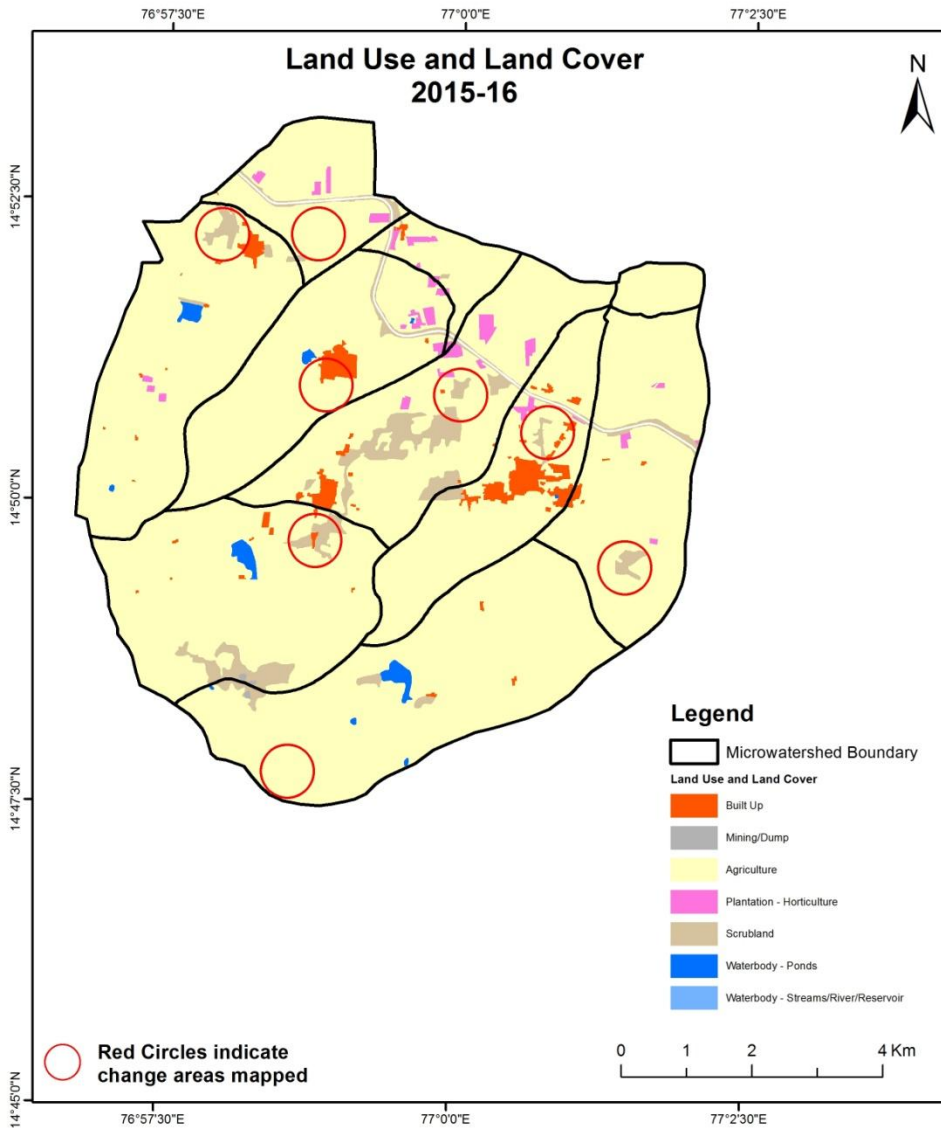 76°57'30"E 77°0'0"E 77°2'30"E
Land Use and Land Cover
2015-16
N
14°52'30"N
14°50'0"N
14°47'30"N
14°45'0"N
Legend
Microwatershed Boundary
Land Use and Land Cover
Built Up
Mining/Dump
Agriculture
Plantation - Horticulture
Scrubland
Waterbody - Ponds
Waterbody - Streams/River/Reservoir
Red Circles indicate
change areas mapped
0 1 2 4 Km
76°57'30"E 77°0'0"E 77°2'30"E